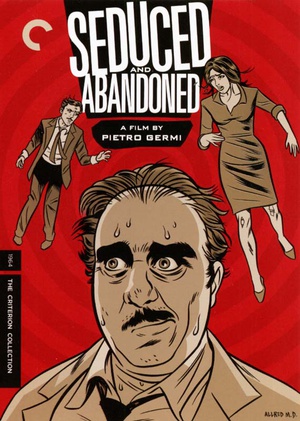 SEDUCED
AND
ABANDONED
A FILM BY
PIETRO GERMI
1964
THE CRITERION COLLECTION
ALLRED M.D.